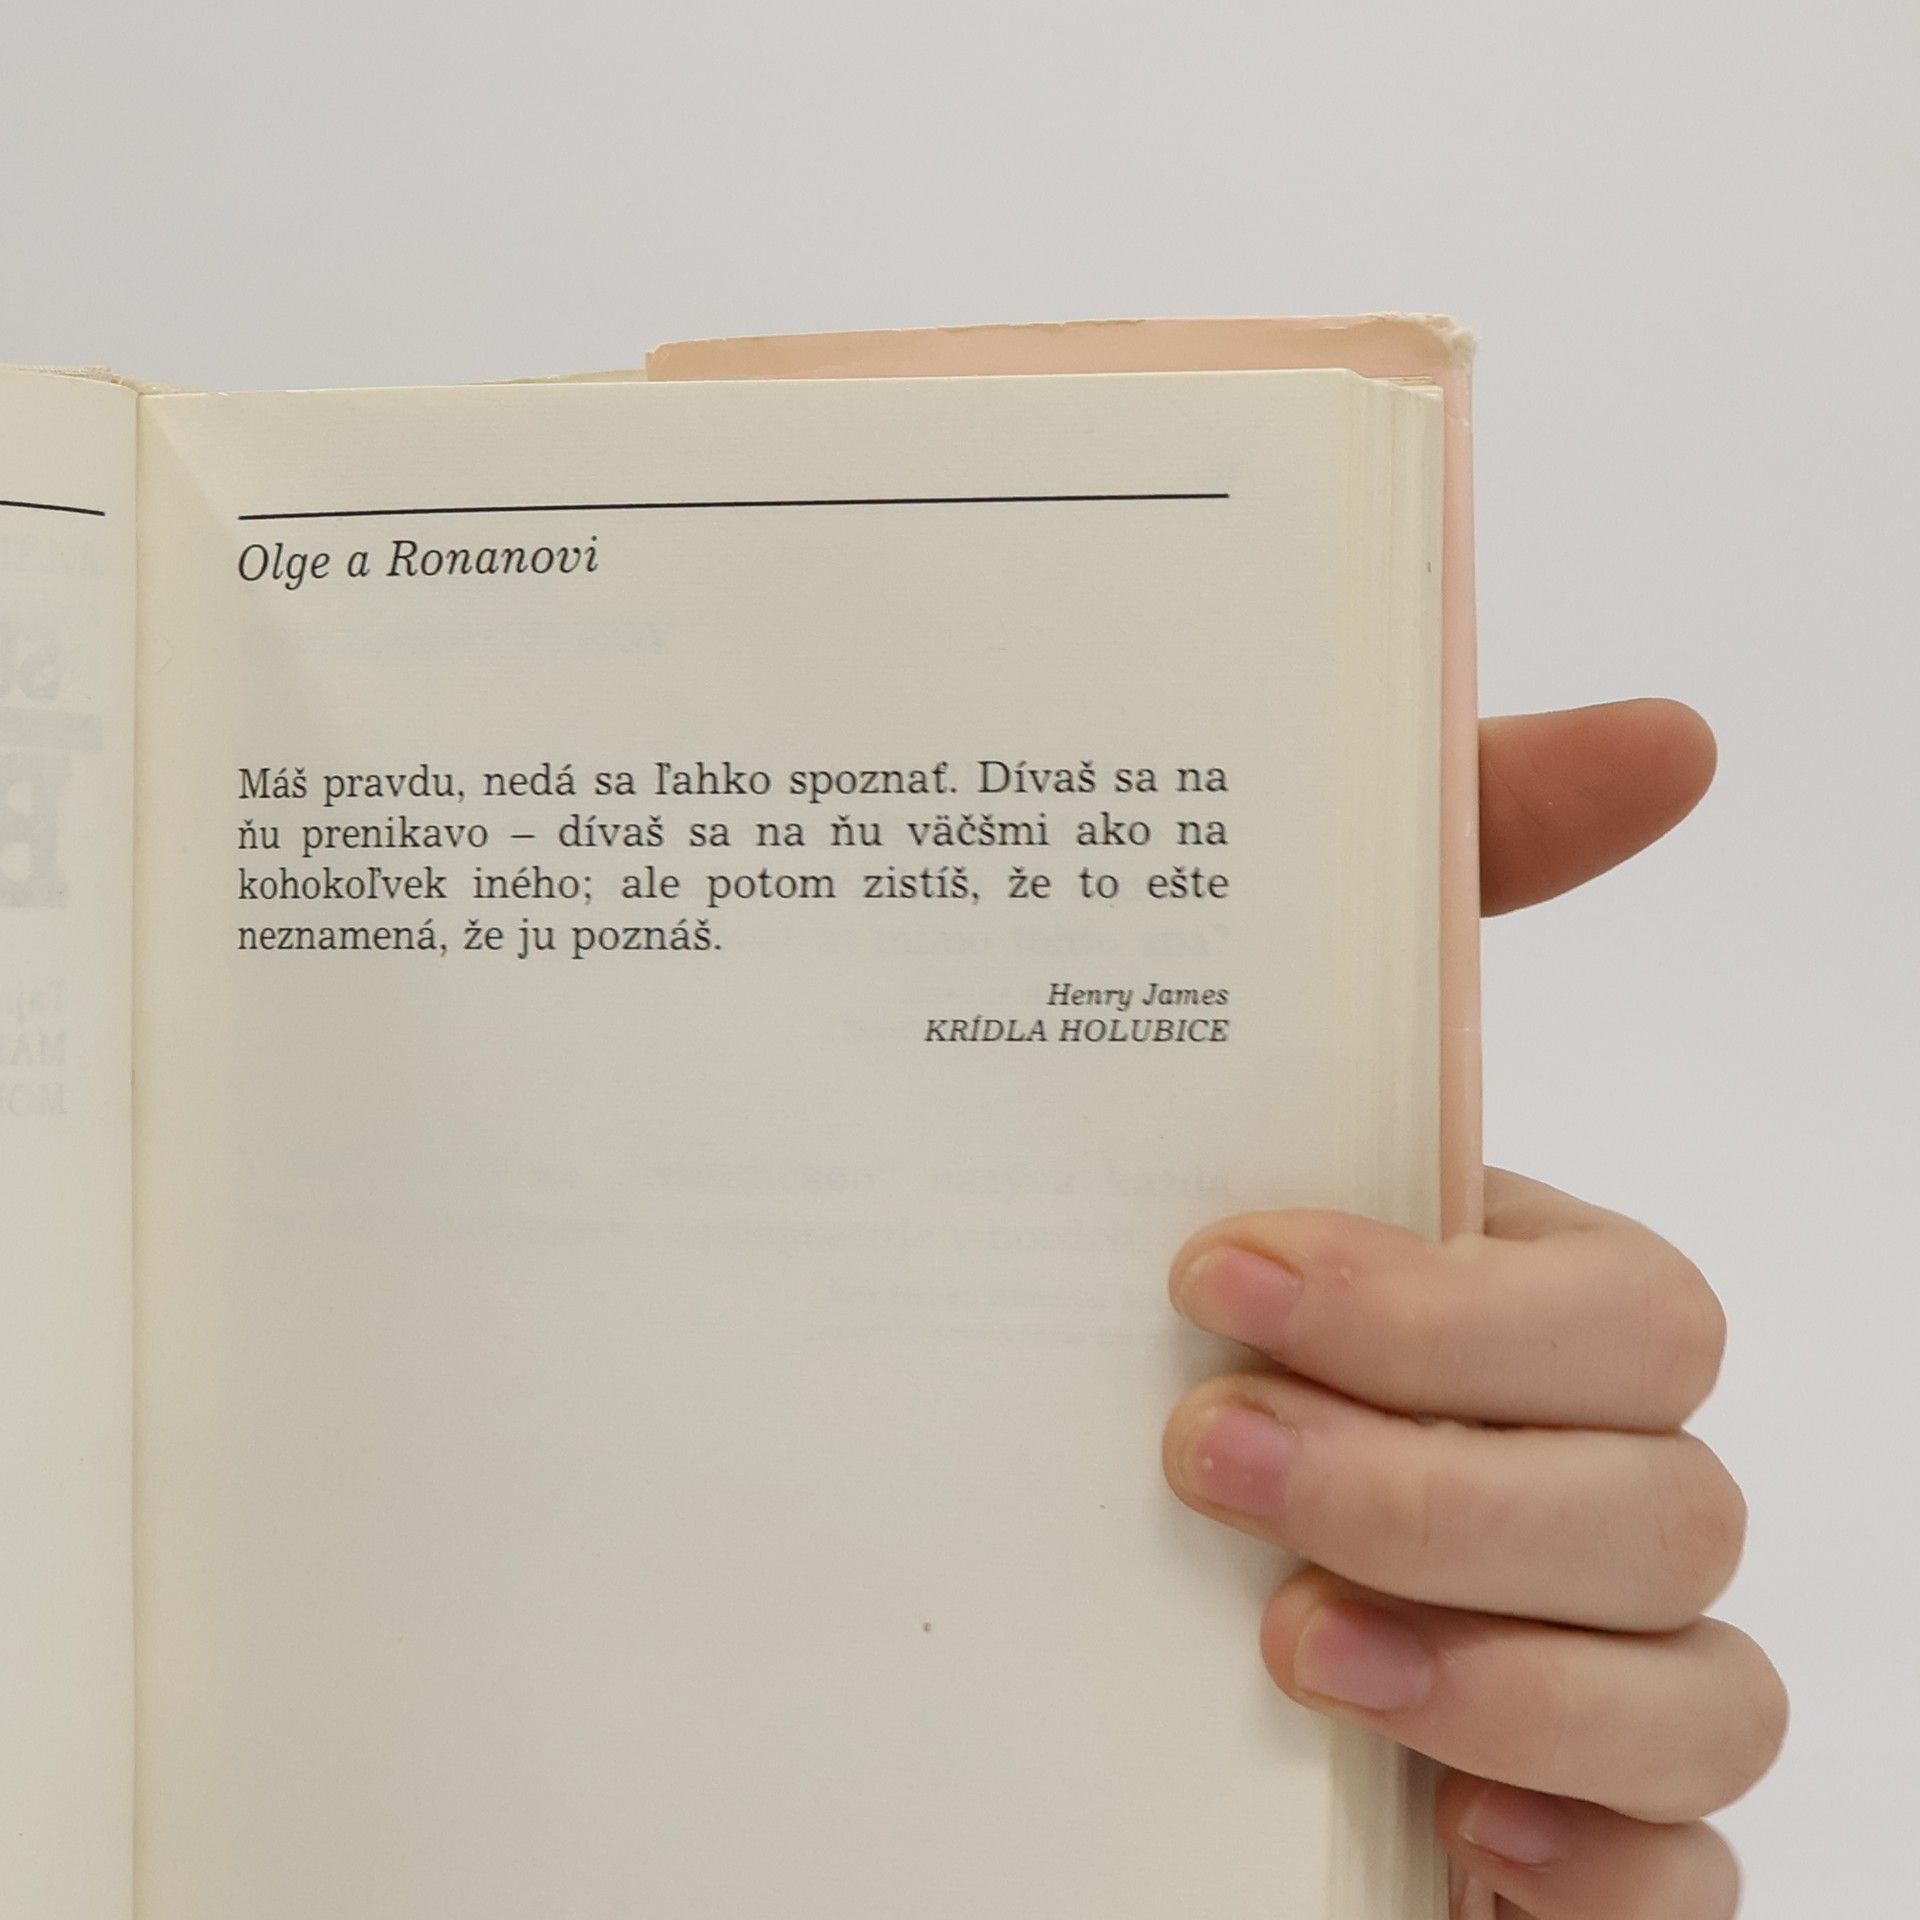 Olge a Ronanovi
Máš pravdu, nedá sa ľahko spoznať. Dívaš sa na
ňu prenikavo – dívaš sa na ňu väčšmi ako na
kohokoľvek iného; ale potom zistíš, že to ešte
neznamená, že ju poznáš.
Henry James
KRÍDLA HOLUBICE